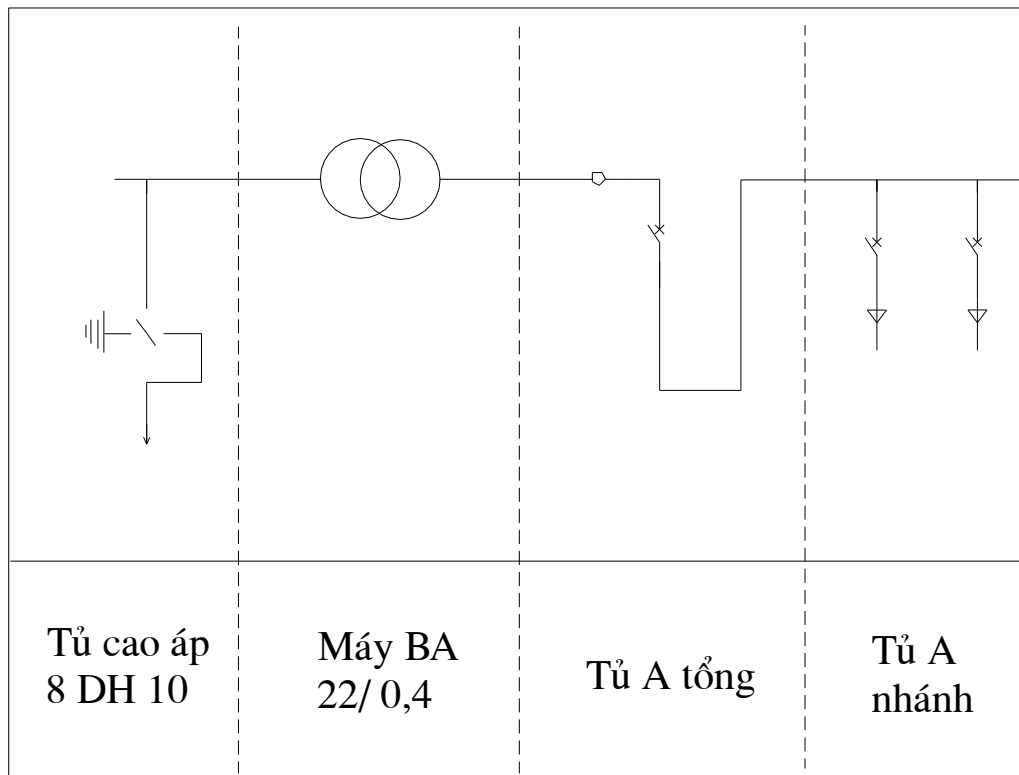 Tủ cao áp
8 DH 10
Máy BA
22/ 0,4
Tủ A tổng
Tủ A
nhánh